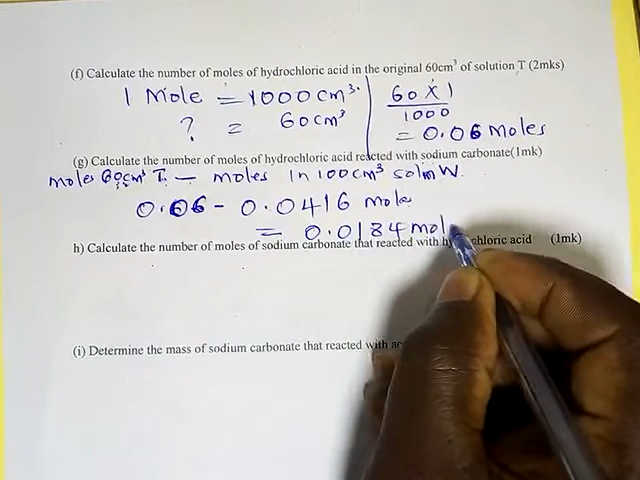 (f) Calculate the number of moles of hydrochloric acid in the original 60cm³ of solution T (2mks)
1 Mole = 1000cm³.
60 X 1
1000
? = 60cm³
= 0.06 moles
(g) Calculate the number of moles of hydrochloric acid reacted with sodium carbonate(1mk)
moles 60cm³ T. – moles in 100cm³ soln W.
0.06 - 0.0416 moles
= 0.0184 mol
h) Calculate the number of moles of sodium carbonate that reacted with hydrochloric acid (1mk)
(i) Determine the mass of sodium carbonate that reacted with